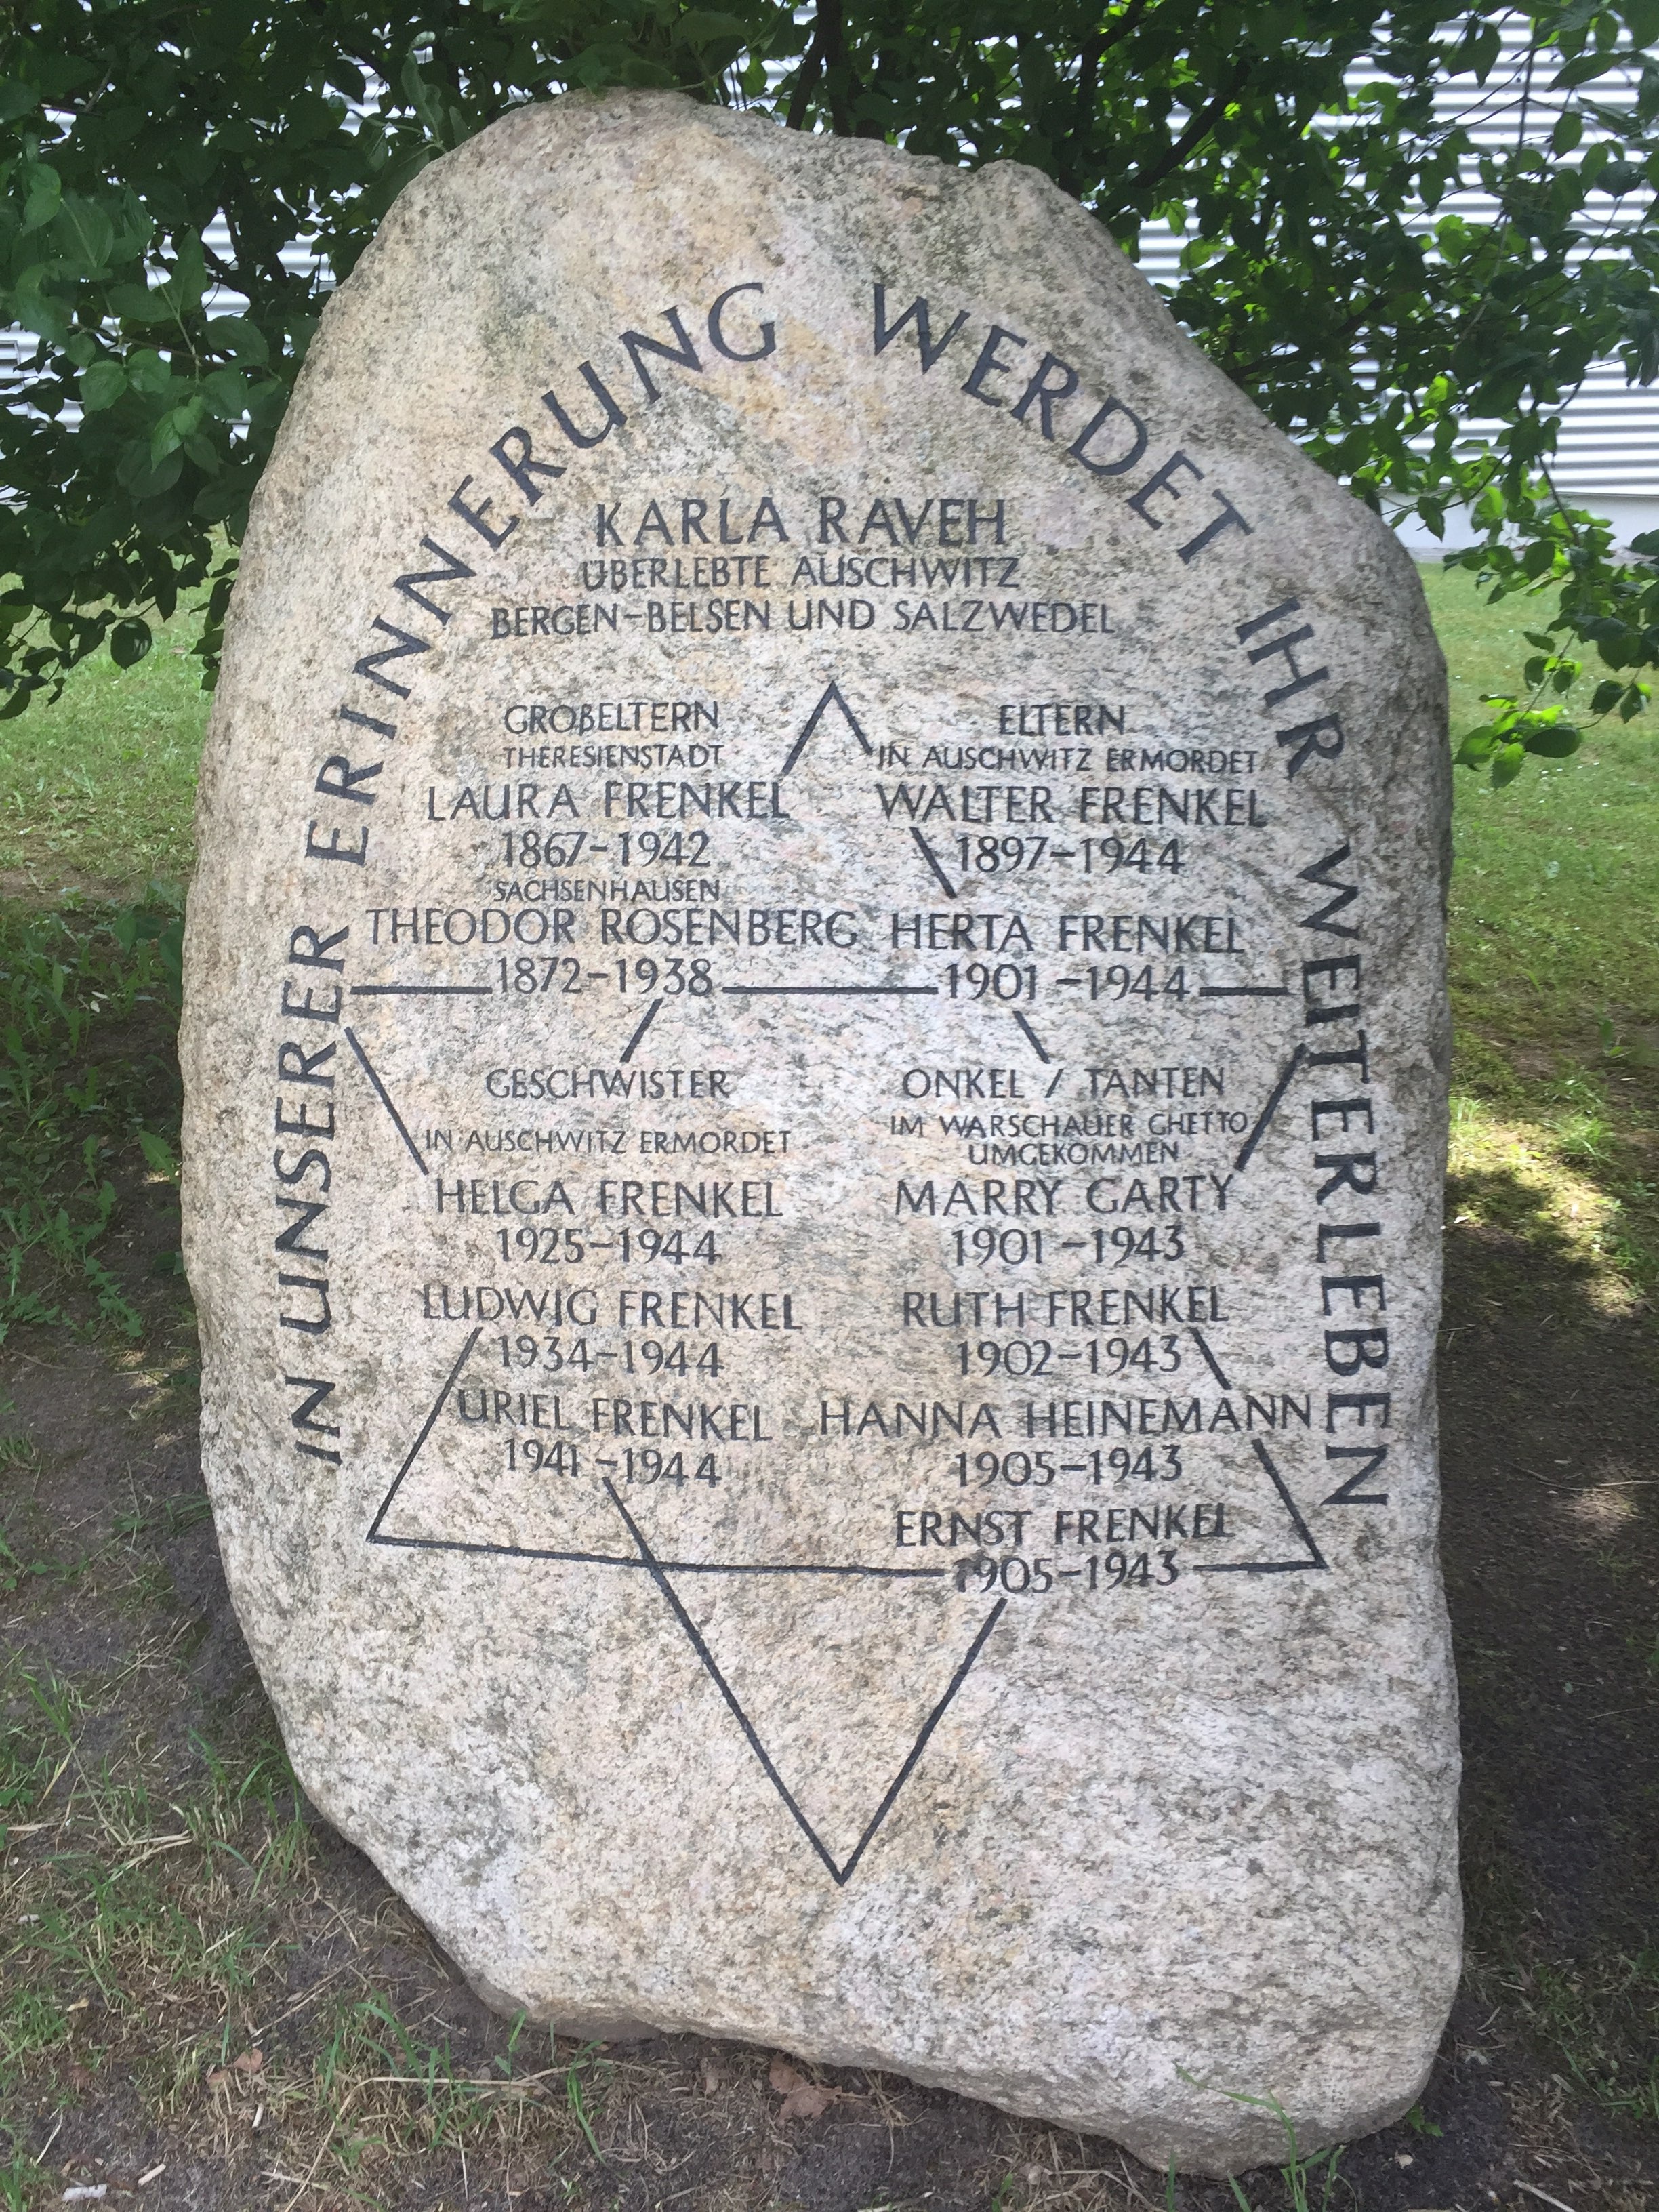 IN UNSERER ERINNERUNG WERDET IHR WEITERLEBEN
KARLA RAVEH
ÜBERLEBTE AUSCHWITZ
BERGEN-BELSEN UND SALZWEDEL
GROßELTERN
THERESIENSTADT
LAURA FRENKEL
1867-1942
SACHSENHAUSEN
THEODOR ROSENBERG
1872-1938
ELTERN
IN AUSCHWITZ ERMORDET
WALTER FRENKEL
1897-1944
HERTA FRENKEL
1901-1944
GESCHWISTER
IN AUSCHWITZ ERMORDET
HELGA FRENKEL
1925-1944
LUDWIG FRENKEL
1934-1944
URIEL FRENKEL
1941-1944
ONKEL / TANTEN
IM WARSCHAUER GHETTO
UMGEKOMMEN
MARRY GARTY
1901-1943
RUTH FRENKEL
1902-1943
HANNA HEINEMANN
1905-1943
ERNST FRENKEL
1905-1943